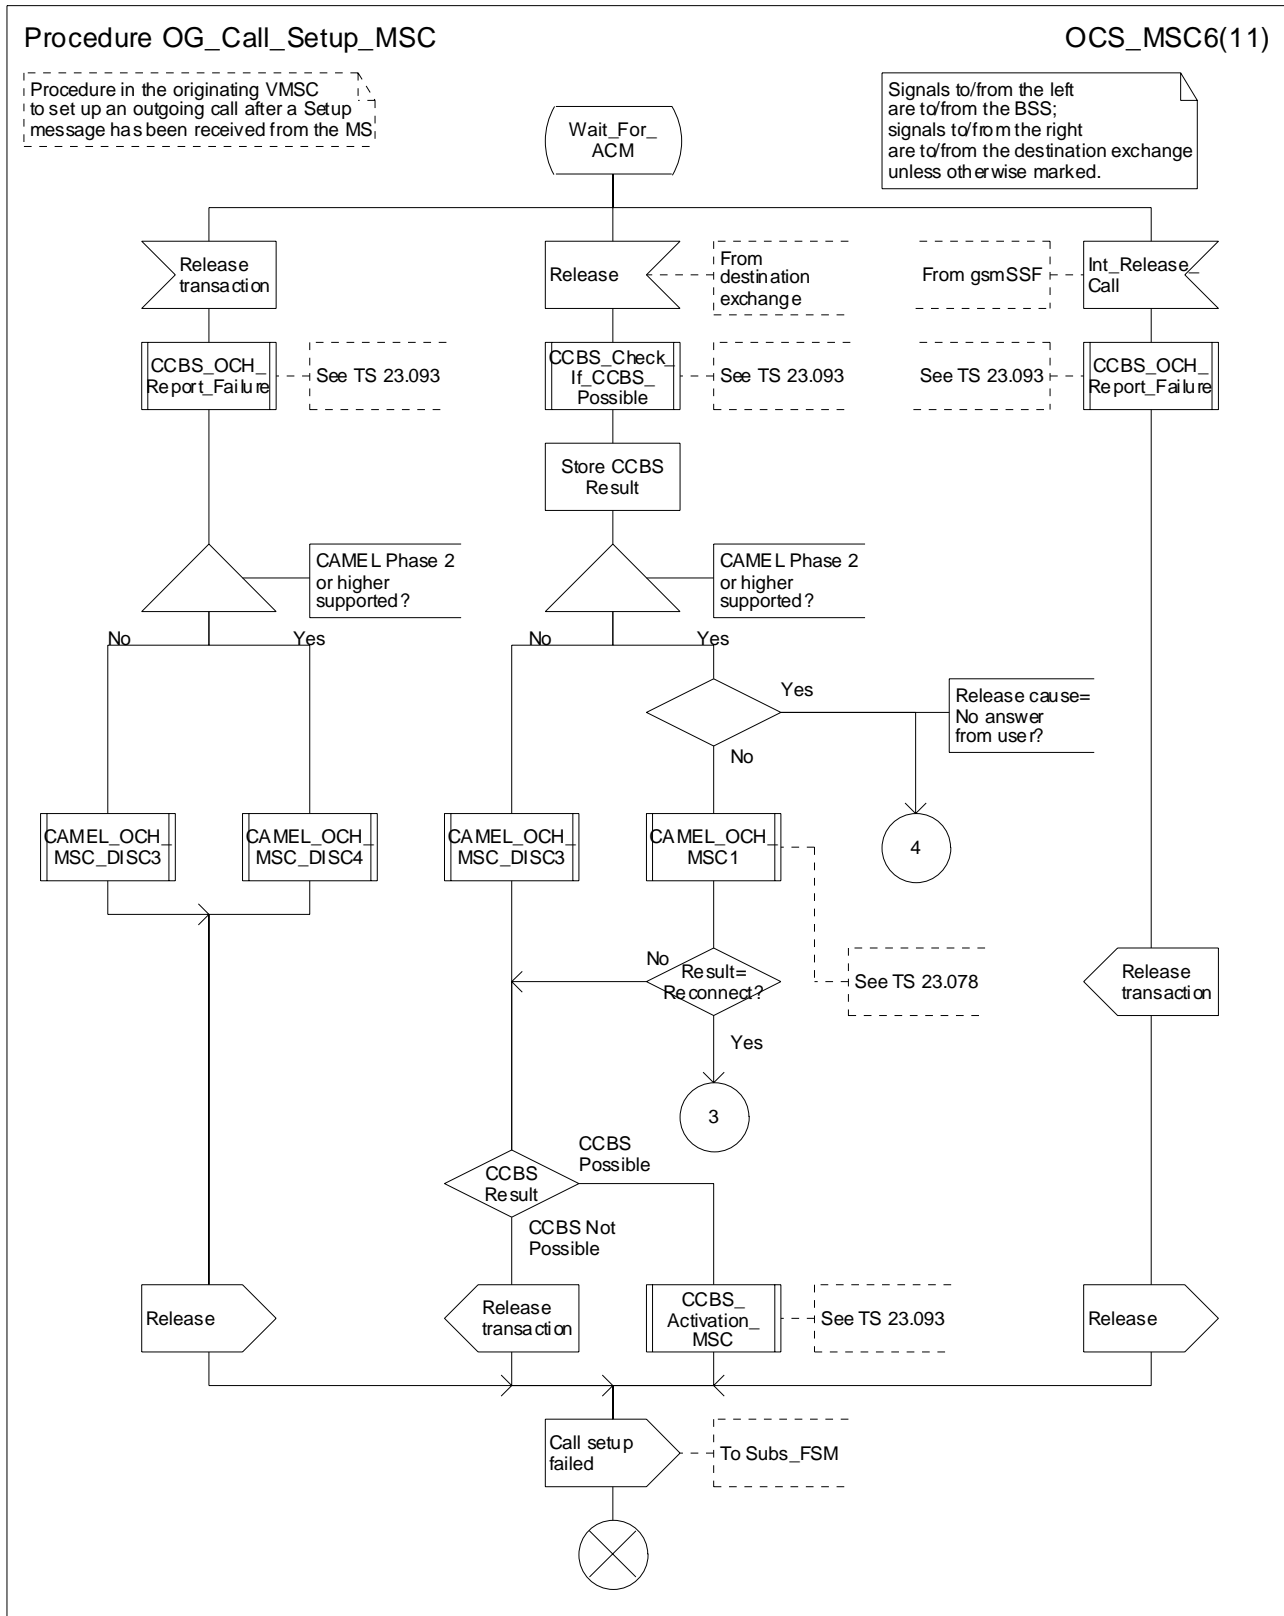 Procedure OG_Call_Setup_MSC
OCS_MSC6(11)
Procedure in the originating VMSC
to set up an outgoing call after a Setup
message has been received from the MS
Signals to/from the left
are to/from the BSS;
signals to/from the right
are to/from the destination exchange
unless otherwise marked.
Wait_For_
ACM
Release
transaction
Release
From
destination
exchange
From gsmSSF
Int_Release_
Call
CCBS_OCH_
Report_Failure
See TS 23.093
CCBS_Check_
If_CCBS_
Possible
See TS 23.093
See TS 23.093
CCBS_OCH_
Report_Failure
Store CCBS
Result
CAMEL Phase 2
or higher
supported?
CAMEL Phase 2
or higher
supported?
No
Yes
No
Yes
Yes
Release cause=
No answer
from user?
No
CAMEL_OCH_
MSC_DISC3
CAMEL_OCH_
MSC_DISC4
CAMEL_OCH_
MSC_DISC3
CAMEL_OCH_
MSC1
4
No
Result=
Reconnect?
See TS 23.078
Release
transaction
Yes
3
CCBS
Possible
CCBS
Result
CCBS Not
Possible
Release
Release
transaction
CCBS_
Activation_
MSC
See TS 23.093
Release
Call setup
failed
To Subs_FSM